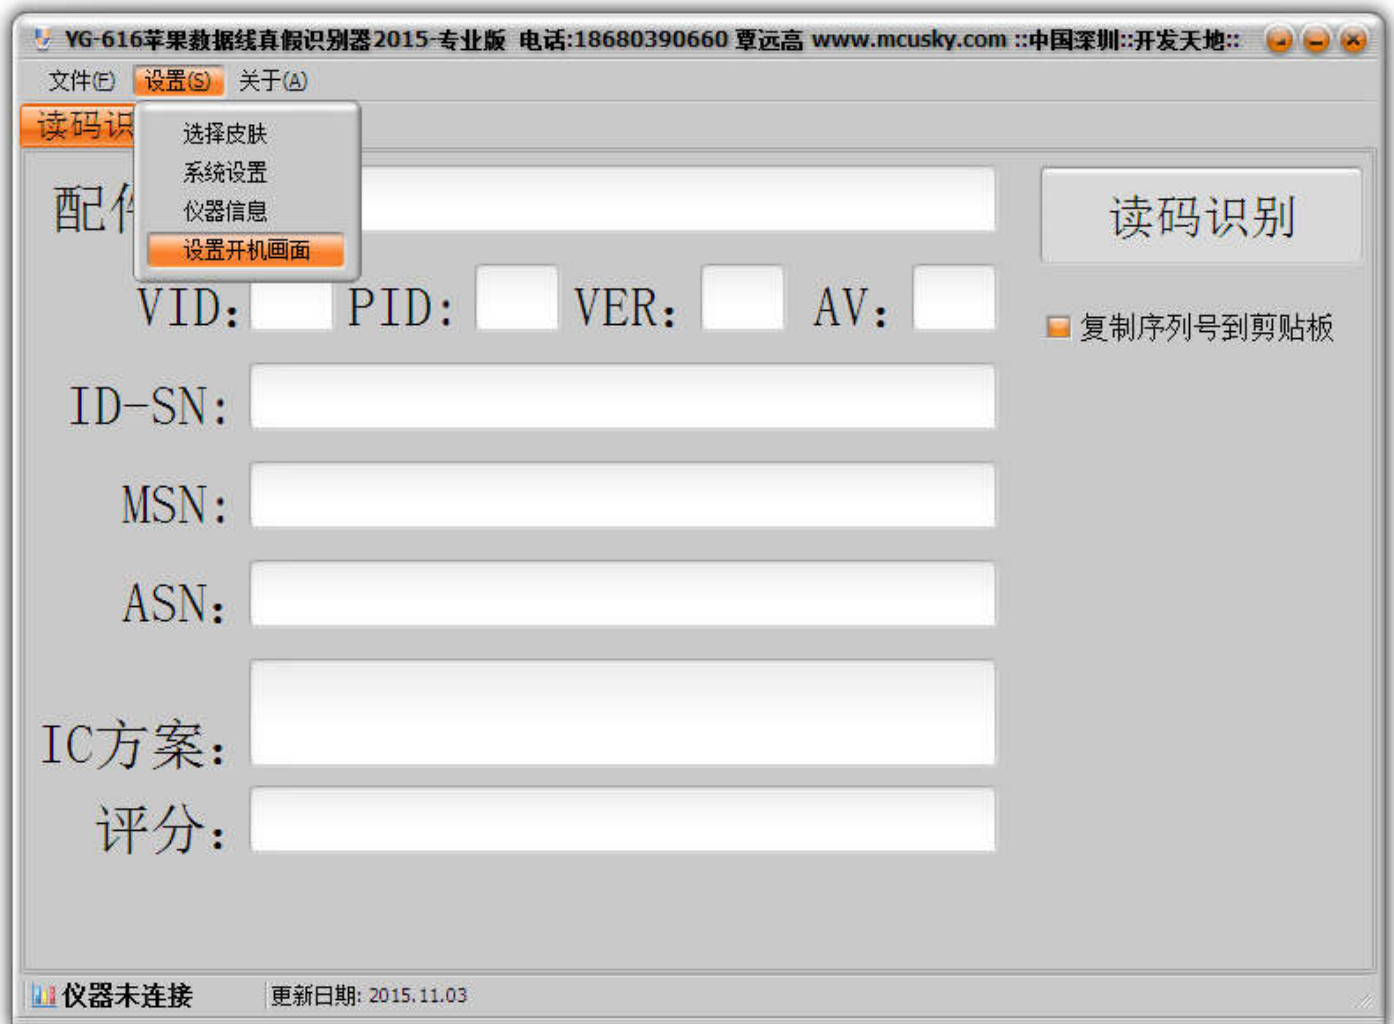 YG-616苹果数据线真假识别器2015-专业版 电话:18680390660 覃远高 www.mcusky.com ::中国深圳::开发天地::
文件(F) 设置(S) 关于(A)
读码识
选择皮肤
系统设置
仪器信息
设置开机画面
配件
读码识别
VID: PID: VER: AV:
复制序列号到剪贴板
ID-SN:
MSN:
ASN:
IC方案:
评分:
仪器未连接 更新日期: 2015.11.03